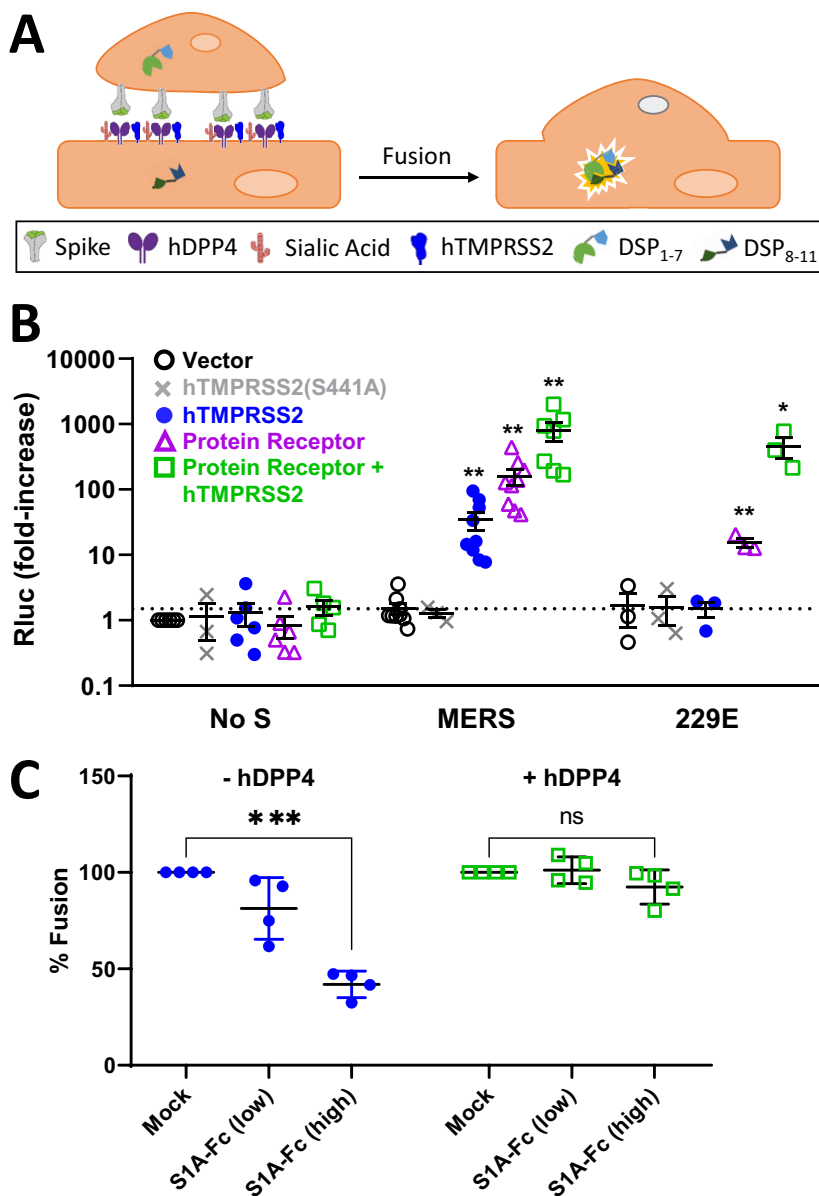 A
Fusion
Spike hDPP4 Sialic Acid hTMPRSS2 DSP1-7 DSP8-11
B
Rluc (fold-increase)
10000
1000
100
10
1
0.1
Vector
hTMPRSS2(S441A)
hTMPRSS2
Protein Receptor
Protein Receptor +
hTMPRSS2
** ** **
** *
No S MERS 229E
C
% Fusion
150
100
50
0
- hDPP4 + hDPP4
*** ns
Mock
S1A-Fc (low)
S1A-Fc (high)
Mock
S1A-Fc (low)
S1A-Fc (high)